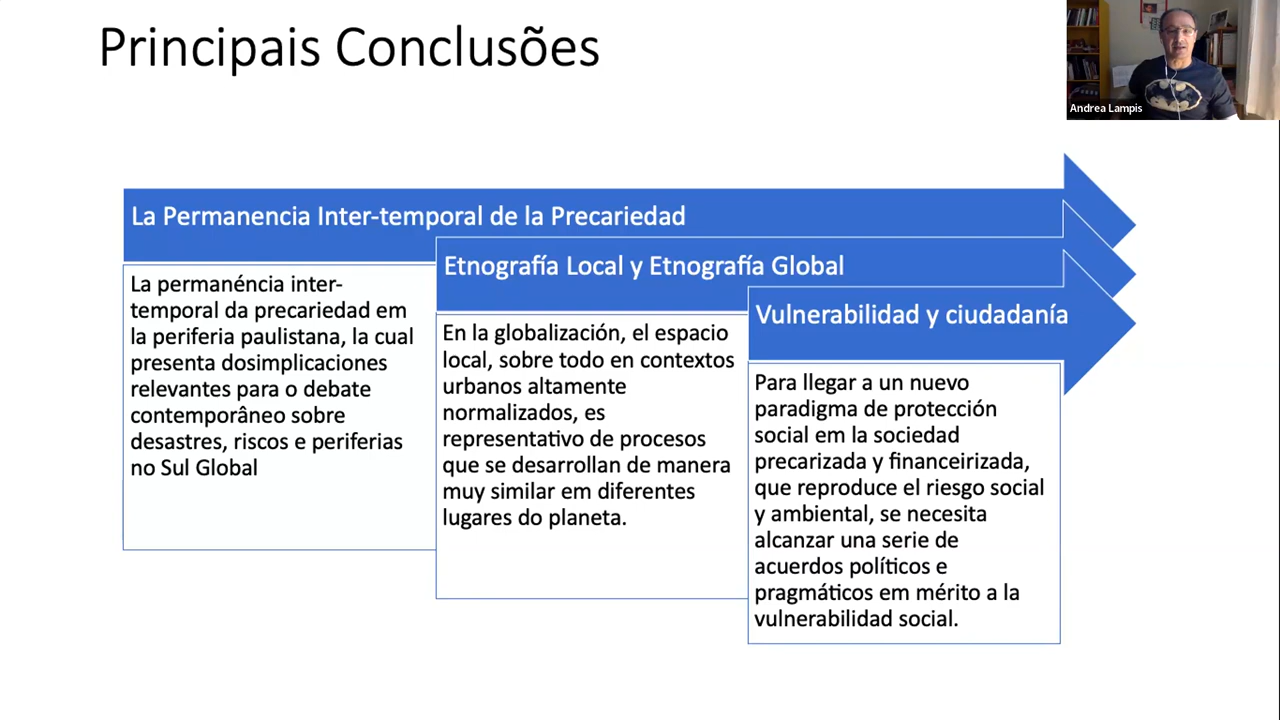 Principais Conclusões
Andrea Lampis
La Permanencia Inter-temporal de la Precariedad
La permanéncia inter-
temporal da precariedad em
la periferia paulistana, la cual
presenta dosimplicaciones
relevantes para o debate
contemporâneo sobre
desastres, riscos e periferias
no Sul Global
Etnografía Local y Etnografía Global
En la globalización, el espacio
local, sobre todo en contextos
urbanos altamente
normalizados, es
representativo de procesos
que se desarrollan de manera
muy similar em diferentes
lugares do planeta.
Vulnerabilidad y ciudadanía
Para llegar a un nuevo
paradigma de protección
social em la sociedad
precarizada y financeirizada,
que reproduce el riesgo social
y ambiental, se necesita
alcanzar una serie de
acuerdos políticos e
pragmáticos em mérito a la
vulnerabilidad social.